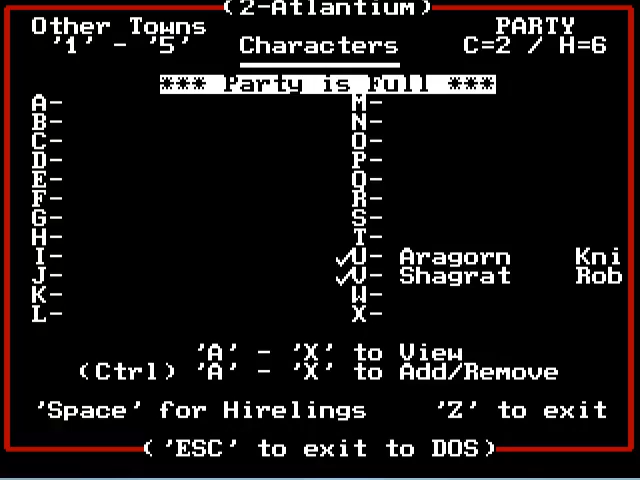 (2-Atlantium)
Other Towns PARTY
'1' - '5' Characters C=2 / H=6
*** Party is Full ***
A- M-
B- N-
C- O-
D- P-
E- Q-
F- R-
G- S-
H- T-
I- ✓U- Aragorn Kni
J- ✓V- Shagrat Rob
K- W-
L- X-
'A' - 'X' to View
(Ctrl) 'A' - 'X' to Add/Remove
'Space' for Hirelings 'Z' to exit
('ESC' to exit to DOS)